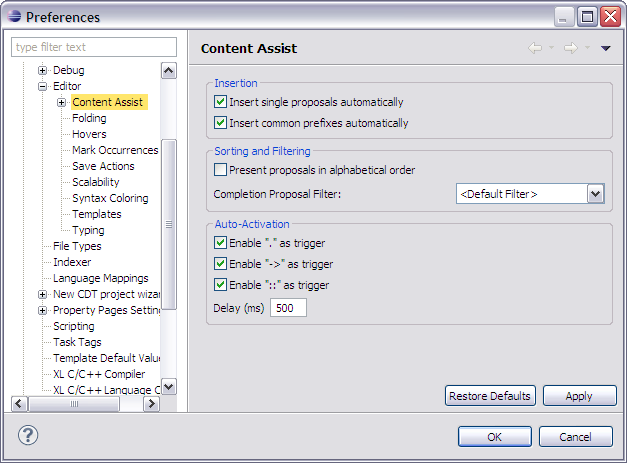 Preferences
type filter text
Debug
Editor
Content Assist
Folding
Hovers
Mark Occurrences
Save Actions
Scalability
Syntax Coloring
Templates
Typing
File Types
Indexer
Language Mappings
New CDT project wizar
Property Pages Setting
Scripting
Task Tags
Template Default Value
XL C/C++ Compiler
XL C/C++ Language C
Content Assist
Insertion
Insert single proposals automatically
Insert common prefixes automatically
Sorting and Filtering
Present proposals in alphabetical order
Completion Proposal Filter: <Default Filter>
Auto-Activation
Enable "." as trigger
Enable "->" as trigger
Enable "::" as trigger
Delay (ms) 500
Restore Defaults Apply
? OK Cancel